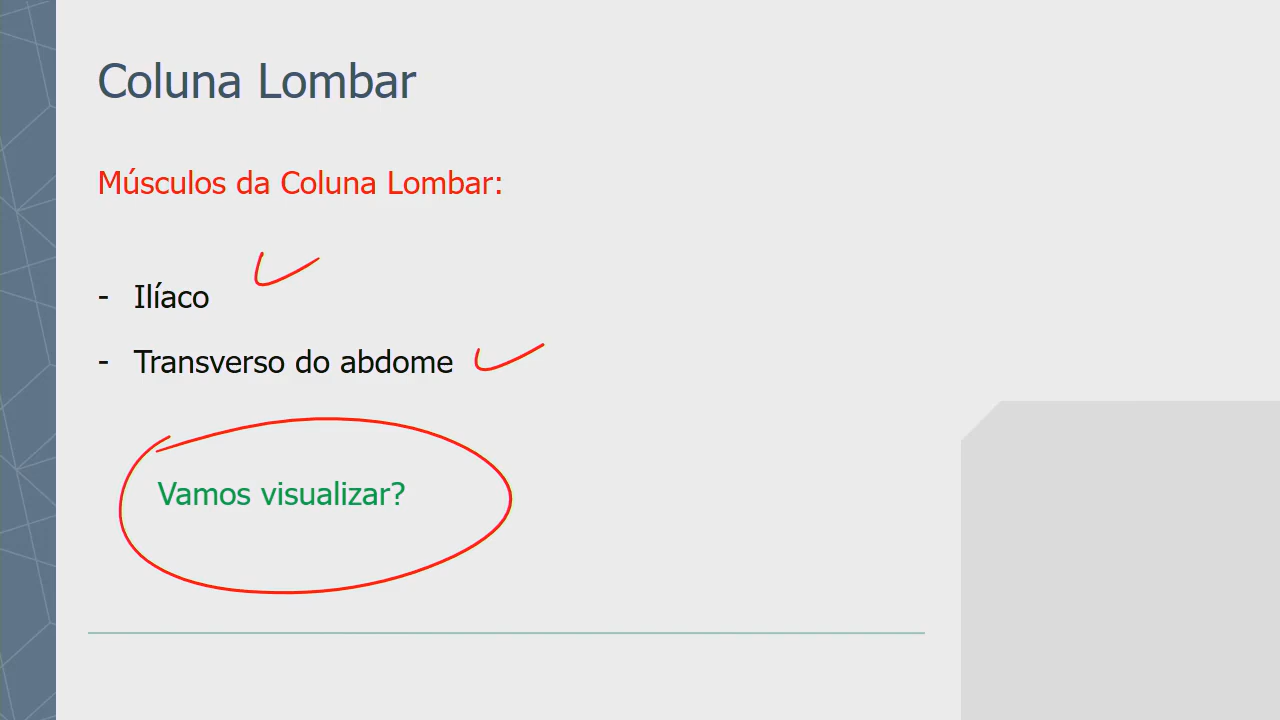 Coluna Lombar
Músculos da Coluna Lombar:
- Ilíaco
- Transverso do abdome
Vamos visualizar?